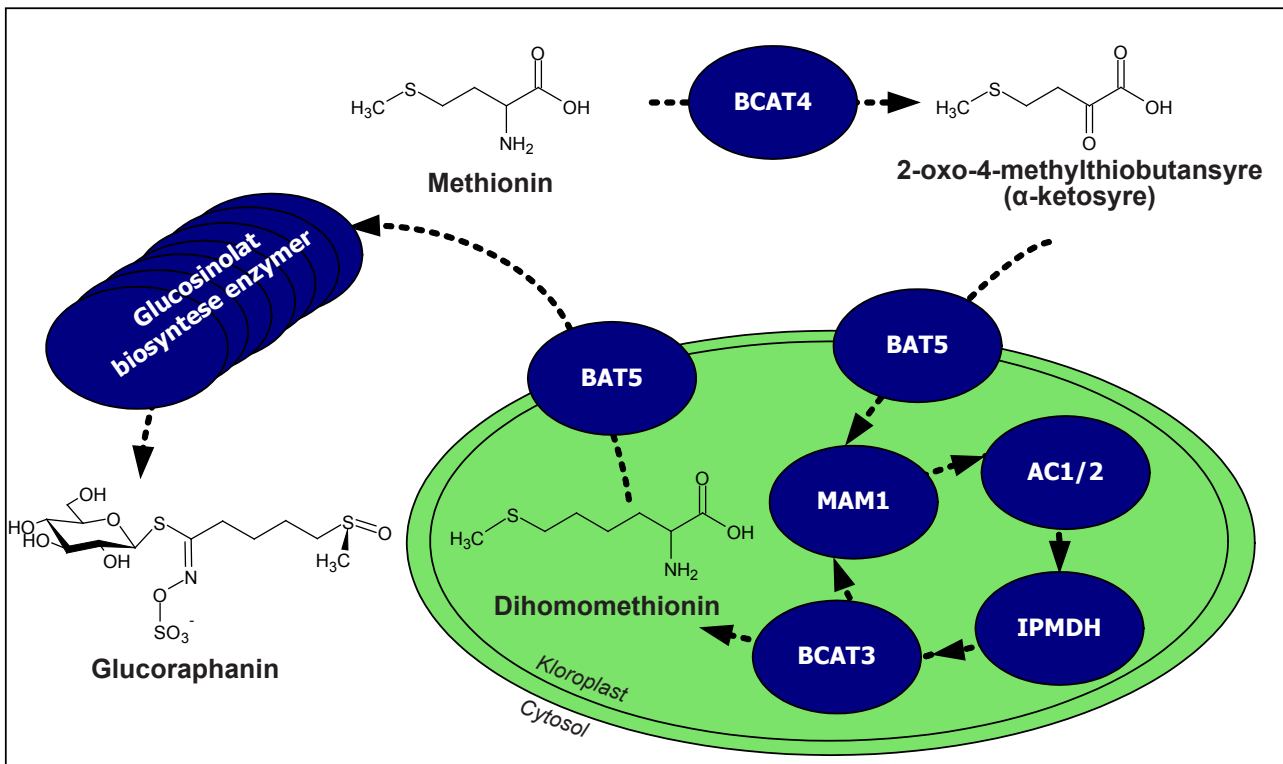 O
S
H₃C
OH
NH₂
Methionin
BCAT4
O
S
H₃C
OH
O
2-oxo-4-methylthiobutansyre
(α-ketosyre)
Glucosinolat
biosyntese enzymer
BAT5
BAT5
MAM1
AC1/2
IPMDH
BCAT3
O
S
H₃C
OH
NH₂
Dihomomethionin
OH
HO
O
HO
OH
S
N
O
SO₃⁻
S
O
CH₃
Glucoraphanin
Kloroplast
Cytosol